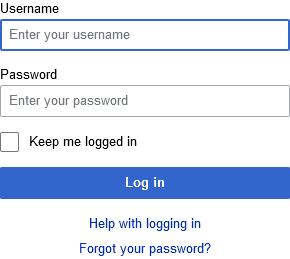 Username
Enter your username
Password
Enter your password
Keep me logged in
Log in
Help with logging in
Forgot your password?